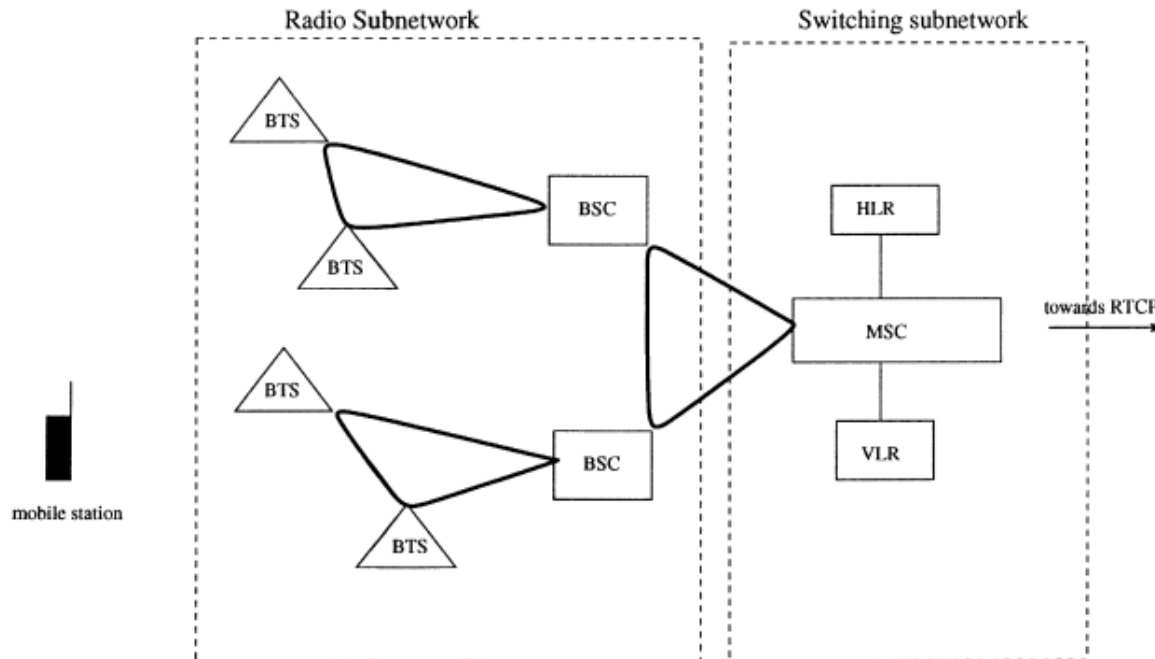 Radio Subnetwork
Switching subnetwork
BTS
BSC
HLR
BTS
towards RTCP
MSC
BTS
VLR
BSC
mobile station
BTS